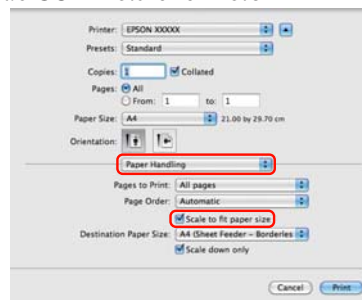 Printer: EPSON XXXXX
Presets: Standard
Copies: 1 Collated
Pages: All
From: 1 to: 1
Paper Size: A4 21.00 by 29.70 cm
Orientation:
Paper Handling
Pages to Print: All pages
Page Order: Automatic
Scale to fit paper size
Destination Paper Size: A4 (Sheet Feeder - Borderles
Scale down only
Cancel Print